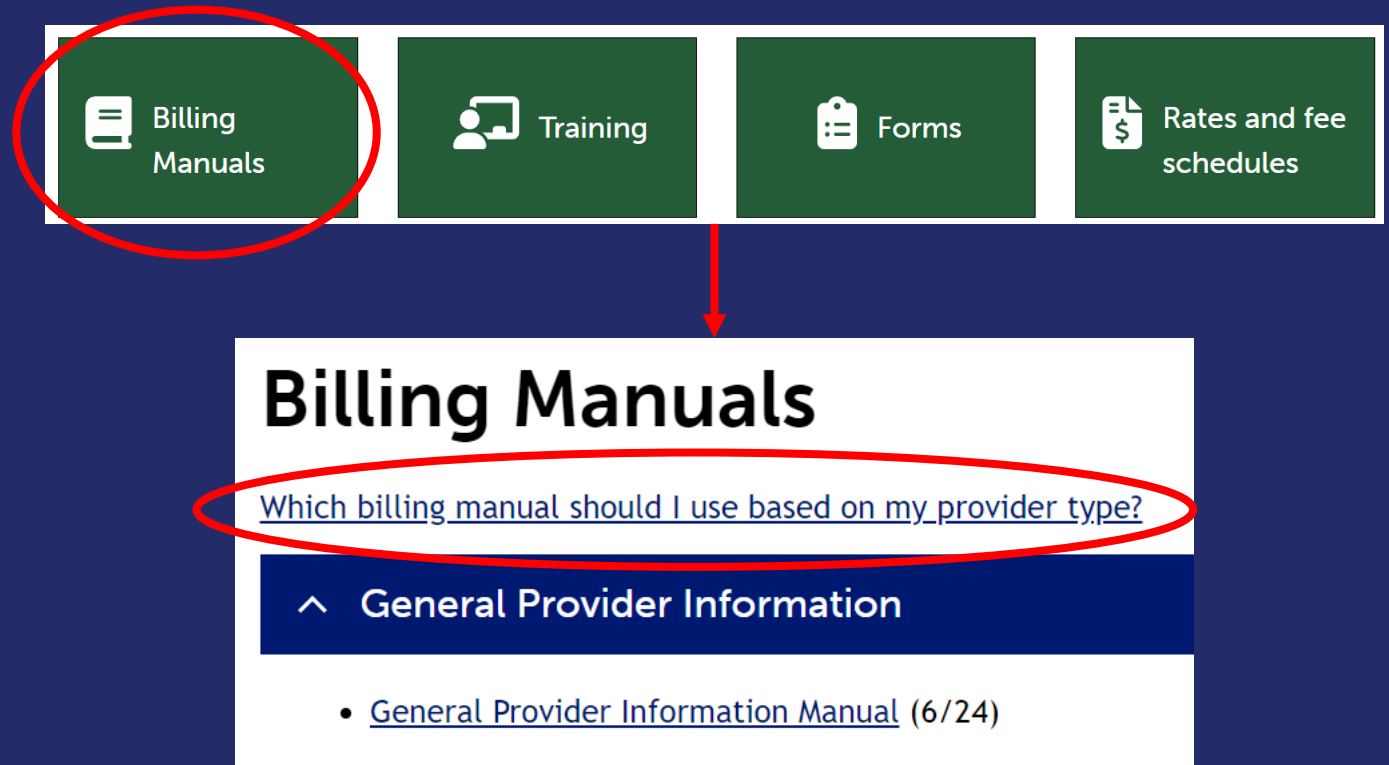 Billing
Manuals
Training
Forms
Rates and fee
schedules
Billing Manuals
Which billing manual should I use based on my provider type?
General Provider Information
• General Provider Information Manual (6/24)